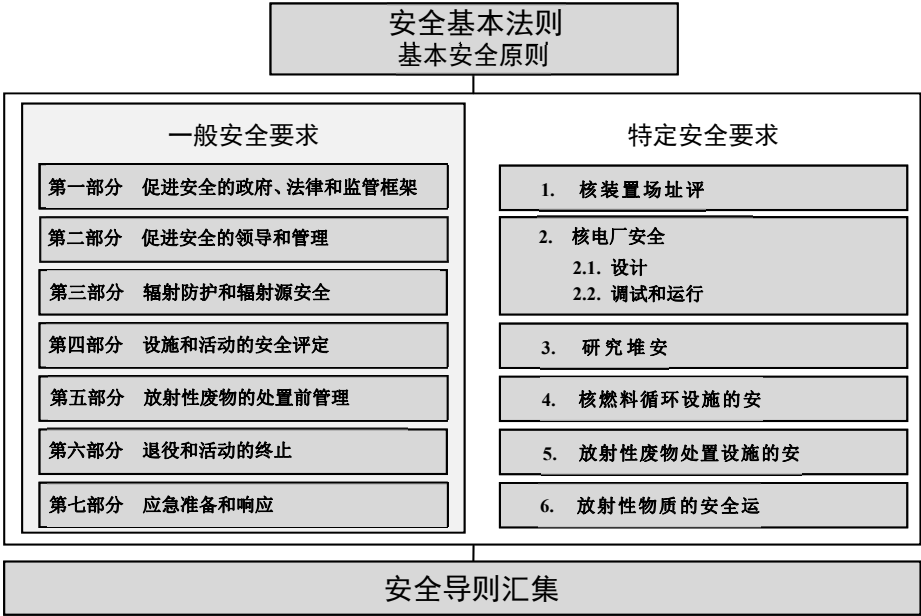 安全基本法则
基本安全原则
一般安全要求
第一部分 促进安全的政府、法律和监管框架
第二部分 促进安全的领导和管理
第三部分 辐射防护和辐射源安全
第四部分 设施和活动的安全评定
第五部分 放射性废物的处置前管理
第六部分 退役和活动的终止
第七部分 应急准备和响应
特定安全要求
1. 核装置场址评
2. 核电厂安全
2.1. 设计
2.2. 调试和运行
3. 研究堆安
4. 核燃料循环设施的安
5. 放射性废物处置设施的安
6. 放射性物质的安全运
安全导则汇集